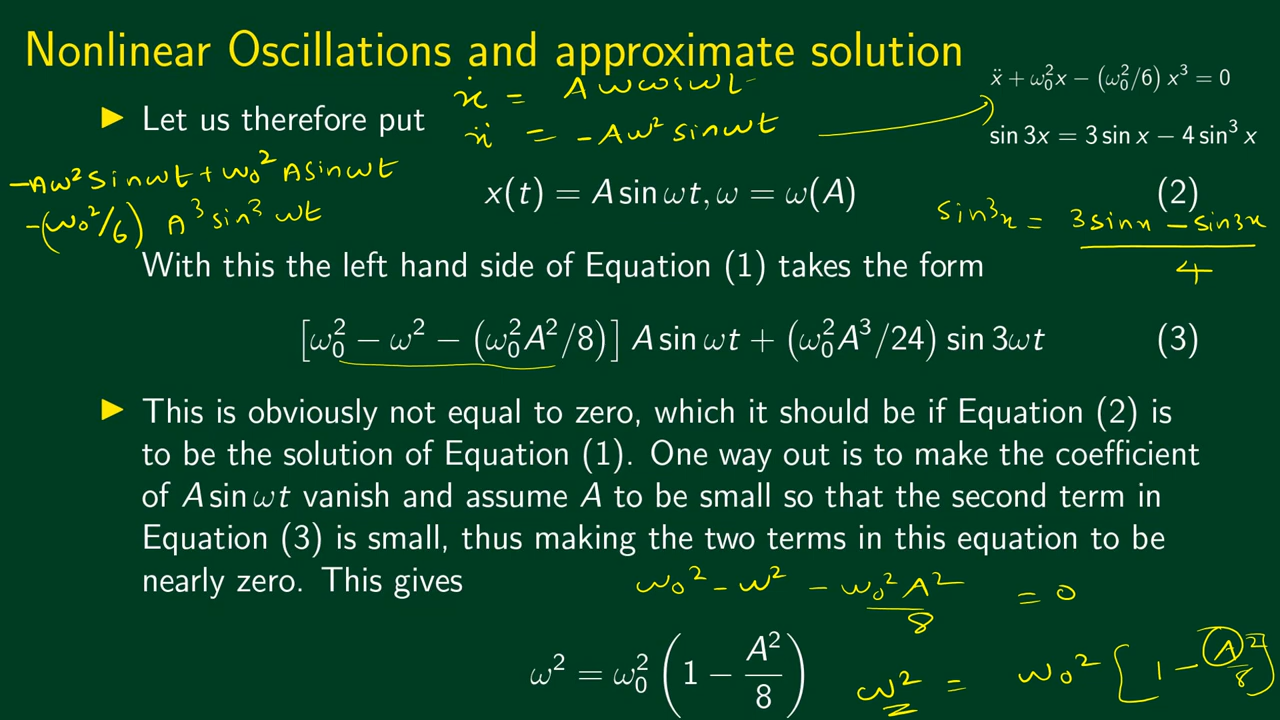 Nonlinear Oscillations and approximate solution
ẋ = Aω cos ωt
ẍ + ω₀²x − (ω₀²/6) x³ = 0
▶ Let us therefore put
ẍ = −Aω² sin ωt
sin 3x = 3 sin x − 4 sin³ x
−Aω² sin ωt + ω₀² A sin ωt
−(ω₀²/6) A³ sin³ ωt
x(t) = A sin ωt, ω = ω(A) (2)
sin³x = (3 sin x − sin 3x)/4
With this the left hand side of Equation (1) takes the form
[ω₀² − ω² − (ω₀²A²/8)] A sin ωt + (ω₀²A³/24) sin 3ωt (3)
▶ This is obviously not equal to zero, which it should be if Equation (2) is
to be the solution of Equation (1). One way out is to make the coefficient
of A sin ωt vanish and assume A to be small so that the second term in
Equation (3) is small, thus making the two terms in this equation to be
nearly zero. This gives
ω₀² − ω² − ω₀²A²/8 = 0
ω² = ω₀² (1 − A²/8)
ω² = ω₀² [1 − A²/8]